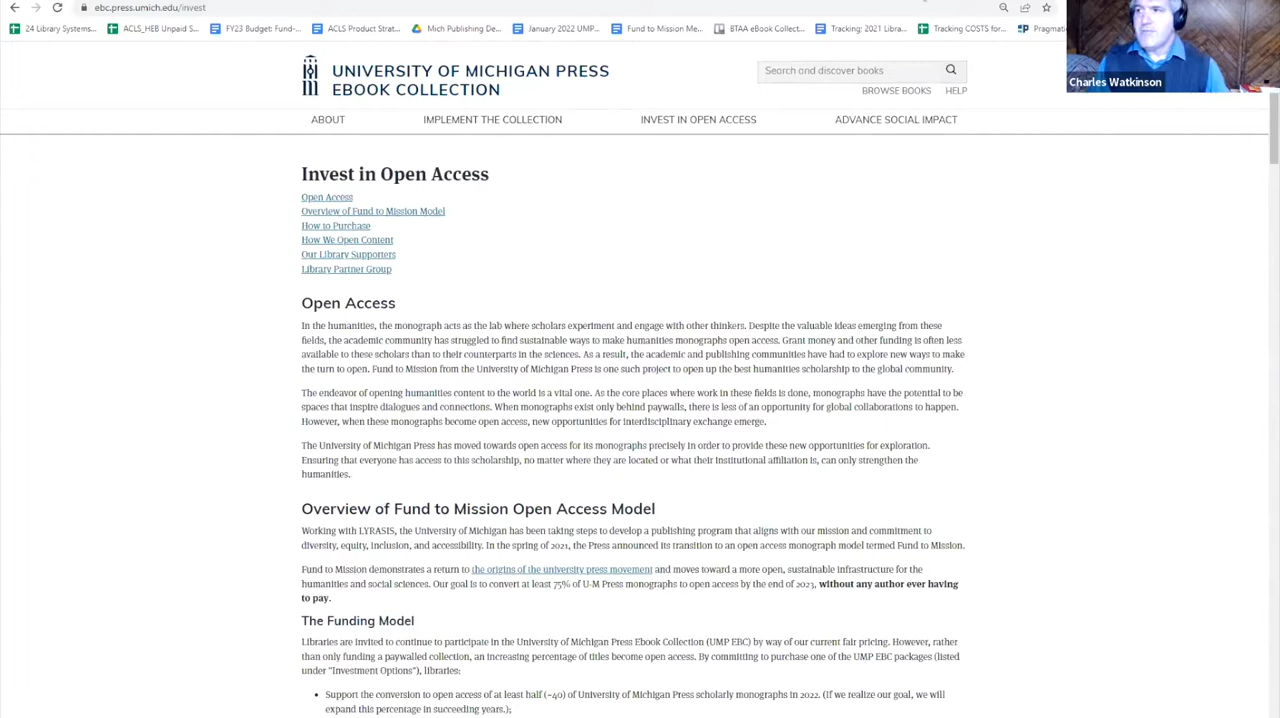 ebc.press.umich.edu/invest
24 Library Systems...
ACLS_HEB Unpaid S...
FY23 Budget: Fund-...
ACLS Product Strat...
Mich Publishing De...
January 2022 UMP...
Fund to Mission Me...
BTAA eBook Collect...
Tracking: 2021 Libra...
Tracking COSTS for...
Pragmati
Charles Watkinson
UNIVERSITY OF MICHIGAN PRESS
EBOOK COLLECTION
Search and discover books
BROWSE BOOKS
HELP
ABOUT
IMPLEMENT THE COLLECTION
INVEST IN OPEN ACCESS
ADVANCE SOCIAL IMPACT
Invest in Open Access
Open Access
Overview of Fund to Mission Model
How to Purchase
How We Open Content
Our Library Supporters
Library Partner Group
Open Access
In the humanities, the monograph acts as the lab where scholars experiment and engage with other thinkers. Despite the valuable ideas emerging from these
fields, the academic community has struggled to find sustainable ways to make humanities monographs open access. Grant money and other funding is often less
available to these scholars than to their counterparts in the sciences. As a result, the academic and publishing communities have had to explore new ways to make
the turn to open. Fund to Mission from the University of Michigan Press is one such project to open up the best humanities scholarship to the global community.
The endeavor of opening humanities content to the world is a vital one. As the core places where work in these fields is done, monographs have the potential to be
spaces that inspire dialogues and connections. When monographs exist only behind paywalls, there is less of an opportunity for global collaborations to happen.
However, when these monographs become open access, new opportunities for interdisciplinary exchange emerge.
The University of Michigan Press has moved towards open access for its monographs precisely in order to provide these new opportunities for exploration.
Ensuring that everyone has access to this scholarship, no matter where they are located or what their institutional affiliation is, can only strengthen the
humanities.
Overview of Fund to Mission Open Access Model
Working with LYRASIS, the University of Michigan has been taking steps to develop a publishing program that aligns with our mission and commitment to
diversity, equity, inclusion, and accessibility. In the spring of 2021, the Press announced its transition to an open access monograph model termed Fund to Mission.
Fund to Mission demonstrates a return to the origins of the university press movement and moves toward a more open, sustainable infrastructure for the
humanities and social sciences. Our goal is to convert at least 75% of U-M Press monographs to open access by the end of 2023, without any author ever having
to pay.
The Funding Model
Libraries are invited to continue to participate in the University of Michigan Press Ebook Collection (UMP EBC) by way of our current fair pricing. However, rather
than only funding a paywalled collection, an increasing percentage of titles become open access. By committing to purchase one of the UMP EBC packages (listed
under "Investment Options"), libraries:
• Support the conversion to open access of at least half (~40) of University of Michigan Press scholarly monographs in 2022. (If we realize our goal, we will
expand this percentage in succeeding years.);